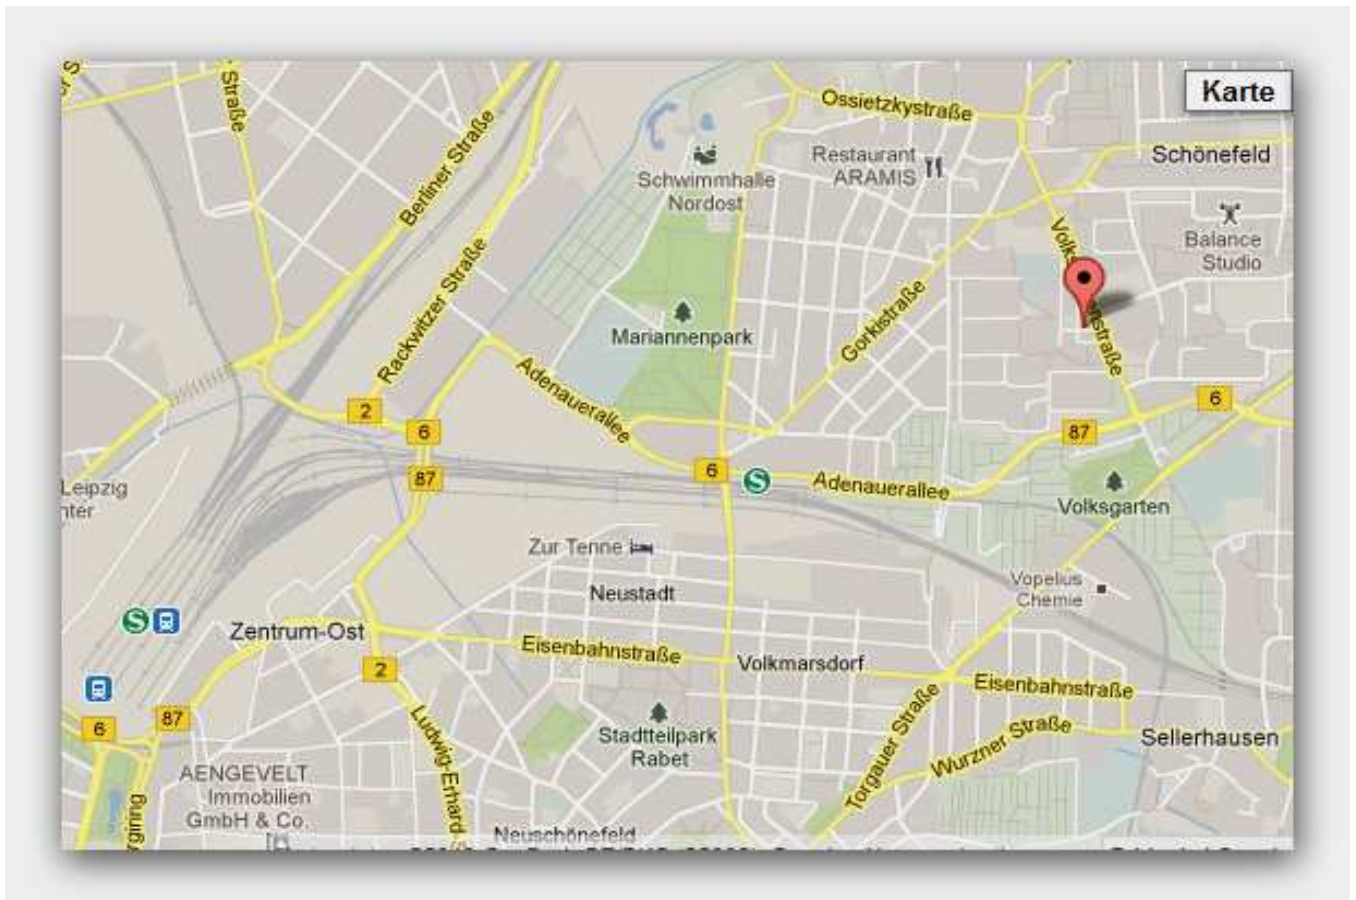 Karte
Straße
Berliner Straße
Ossietzkystraße
Restaurant
ARAMIS
Schönefeld
Schwimmhalle
Nordost
Balance
Studio
Rackwitzer Straße
Mariannenpark
Gorkistraße
Adenauerallee
2
6
87
6
6
87
Adenauerallee
Volksgarten
Leipzig
Zur Tenne
Neustadt
Vopelius
Chemie
Zentrum-Ost
Eisenbahnstraße
Volkmarsdorf
2
Eisenbahnstraße
87
6
Ludwig-Erhard
Stadtteilpark
Rabet
Torgauer Straße
Wurzner Straße
Sellerhausen
AENGEVELT
Immobilien
GmbH & Co.
Neuschönefeld